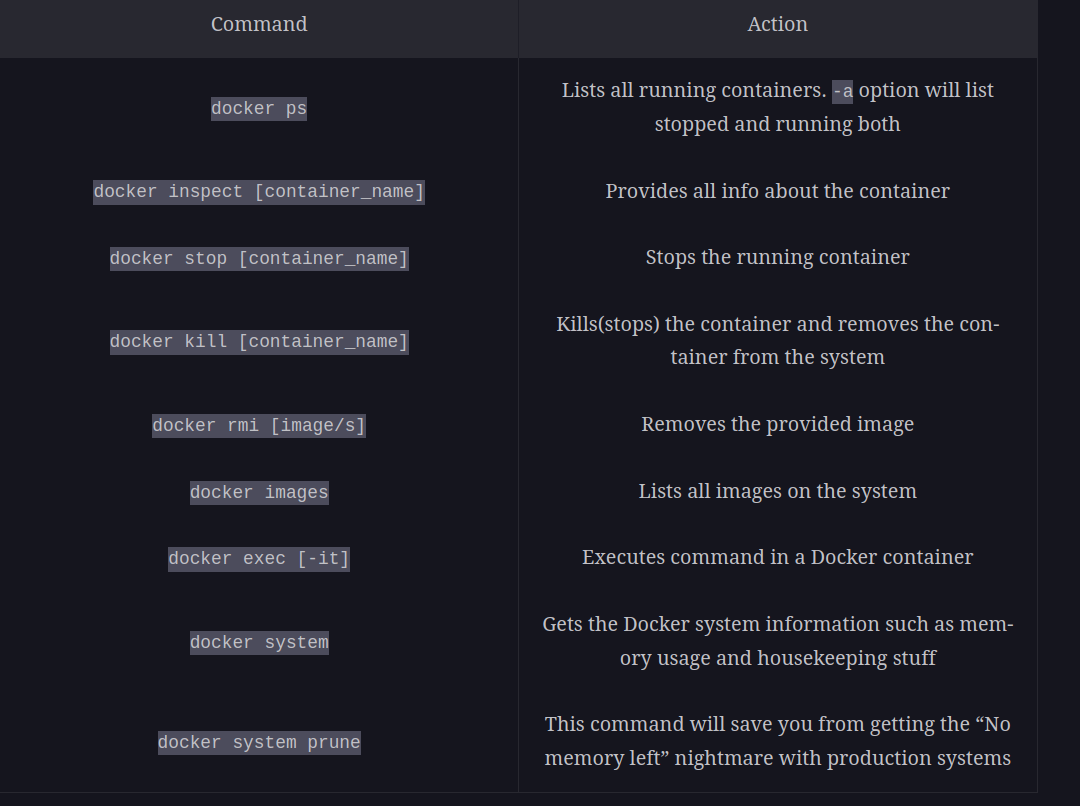 Command Action
docker ps
Lists all running containers. -a option will list
stopped and running both
docker inspect [container_name] Provides all info about the container
docker stop [container_name] Stops the running container
docker kill [container_name]
Kills(stops) the container and removes the con-
tainer from the system
docker rmi [image/s] Removes the provided image
docker images Lists all images on the system
docker exec [-it] Executes command in a Docker container
docker system
Gets the Docker system information such as mem-
ory usage and housekeeping stuff
docker system prune
This command will save you from getting the “No
memory left” nightmare with production systems